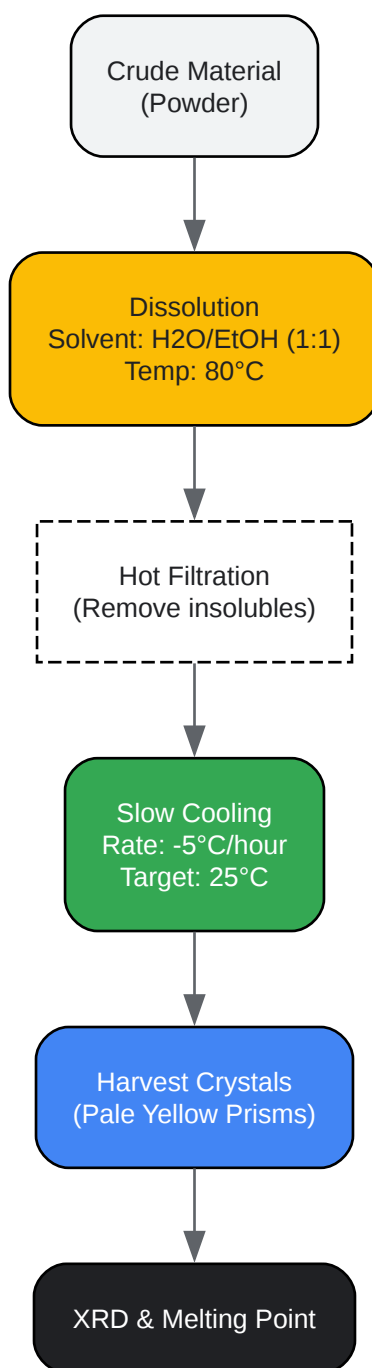 Crude Material
(Powder)
Dissolution
Solvent: H2O/EtOH (1:1)
Temp: 80°C
Hot Filtration
(Remove insolubles)
Slow Cooling
Rate: -5°C/hour
Target: 25°C
Harvest Crystals
(Pale Yellow Prisms)
XRD & Melting Point